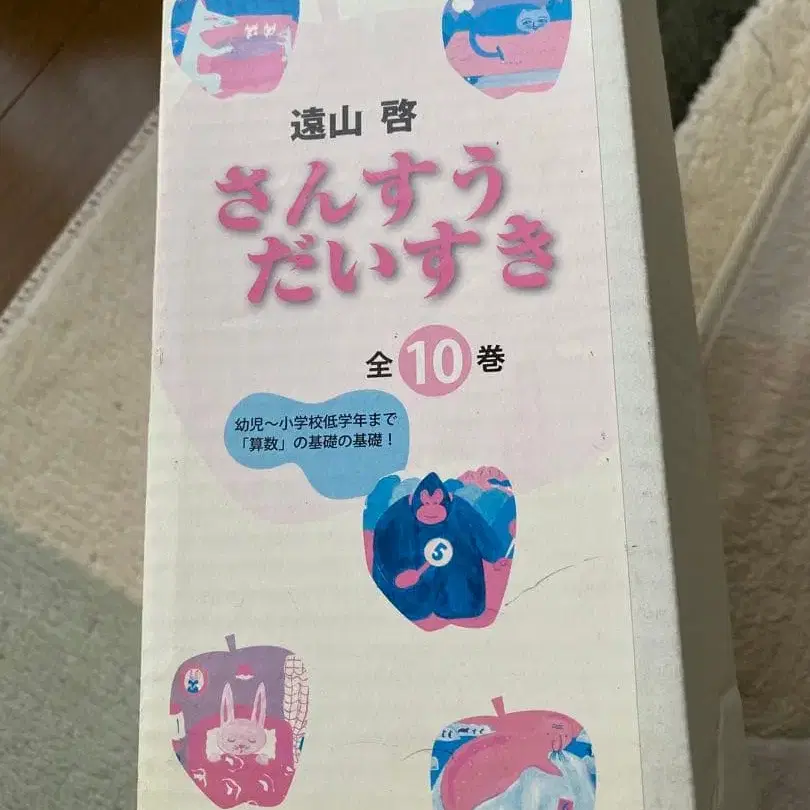 遠山 啓
さんすう
だいすき
全10巻
幼児～小学校低学年まで
「算数」の基礎の基礎！
5